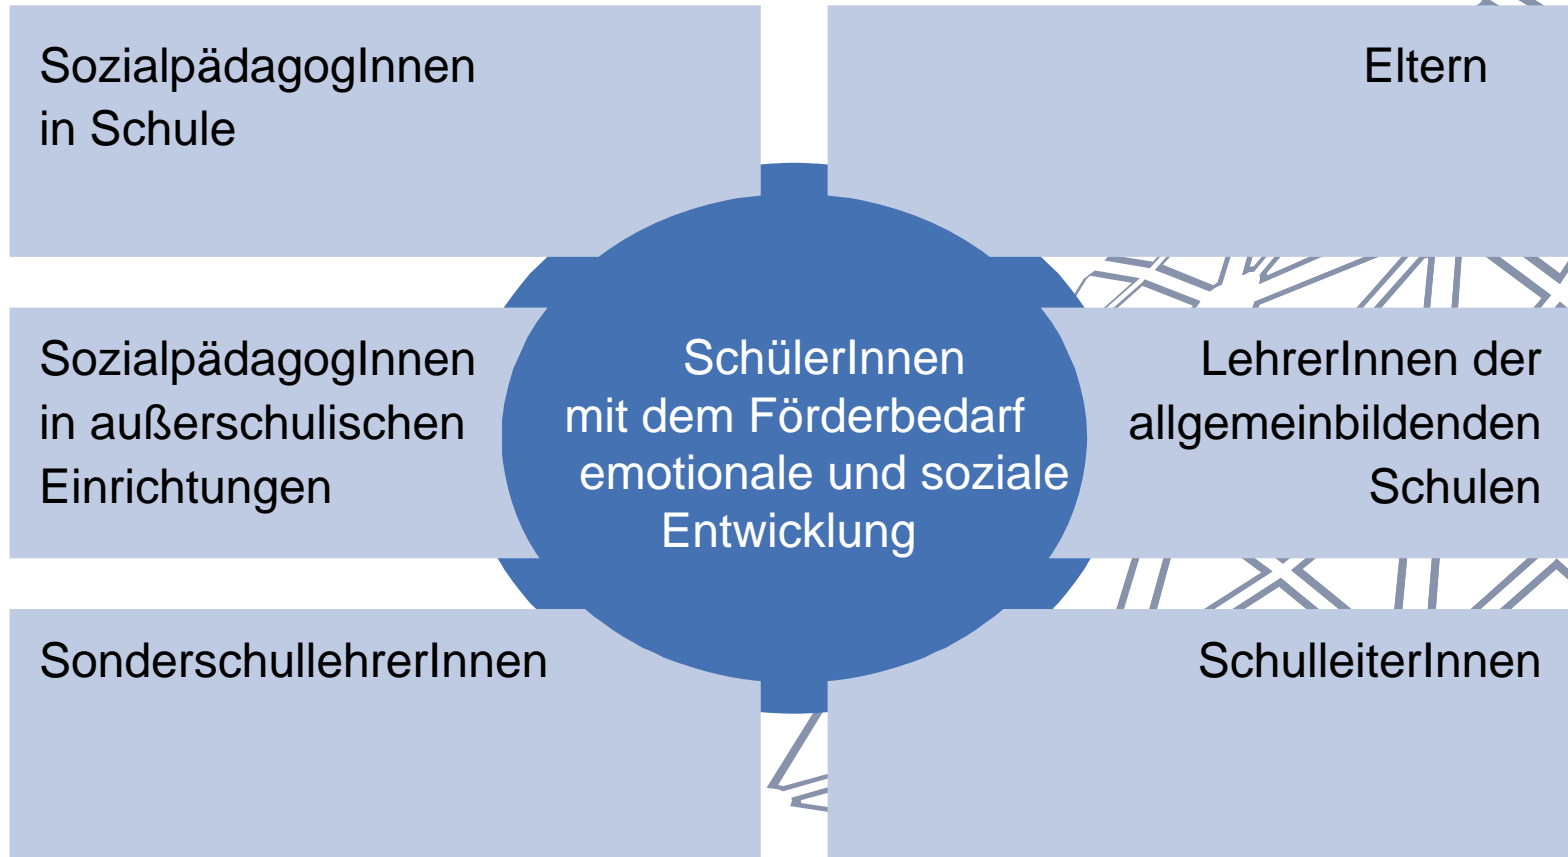 SozialpädagogInnen
in Schule
Eltern
SozialpädagogInnen
in außerschulischen
Einrichtungen
SchülerInnen
mit dem Förderbedarf
emotionale und soziale
Entwicklung
LehrerInnen der
allgemeinbildenden
Schulen
SonderschullehrerInnen
SchulleiterInnen